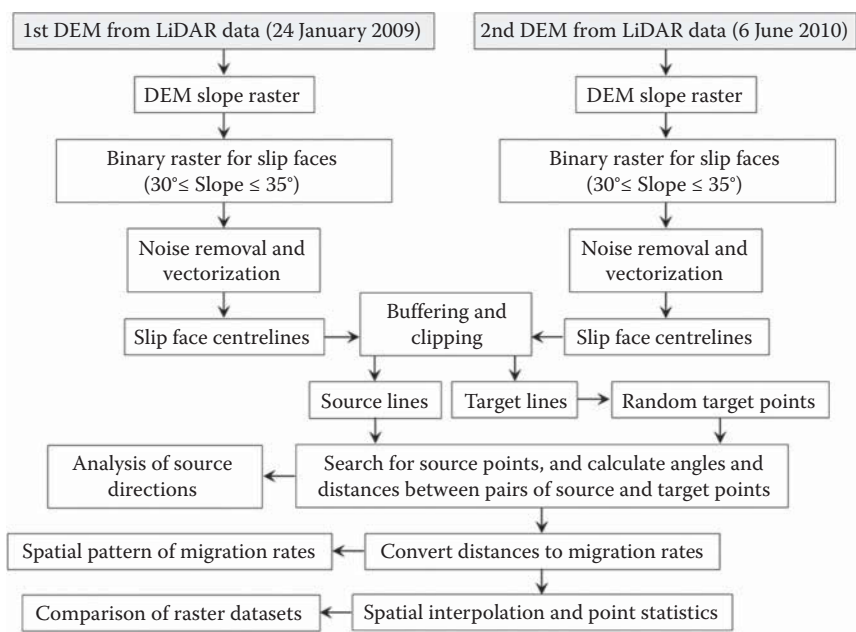 1st DEM from LiDAR data (24 January 2009)
2nd DEM from LiDAR data (6 June 2010)
DEM slope raster
DEM slope raster
Binary raster for slip faces
(30°≤ Slope ≤ 35°)
Binary raster for slip faces
(30°≤ Slope ≤ 35°)
Noise removal and
vectorization
Noise removal and
vectorization
Slip face centrelines
Buffering and
clipping
Slip face centrelines
Source lines
Target lines
Random target points
Analysis of source
directions
Search for source points, and calculate angles and
distances between pairs of source and target points
Spatial pattern of migration rates
Convert distances to migration rates
Comparison of raster datasets
Spatial interpolation and point statistics